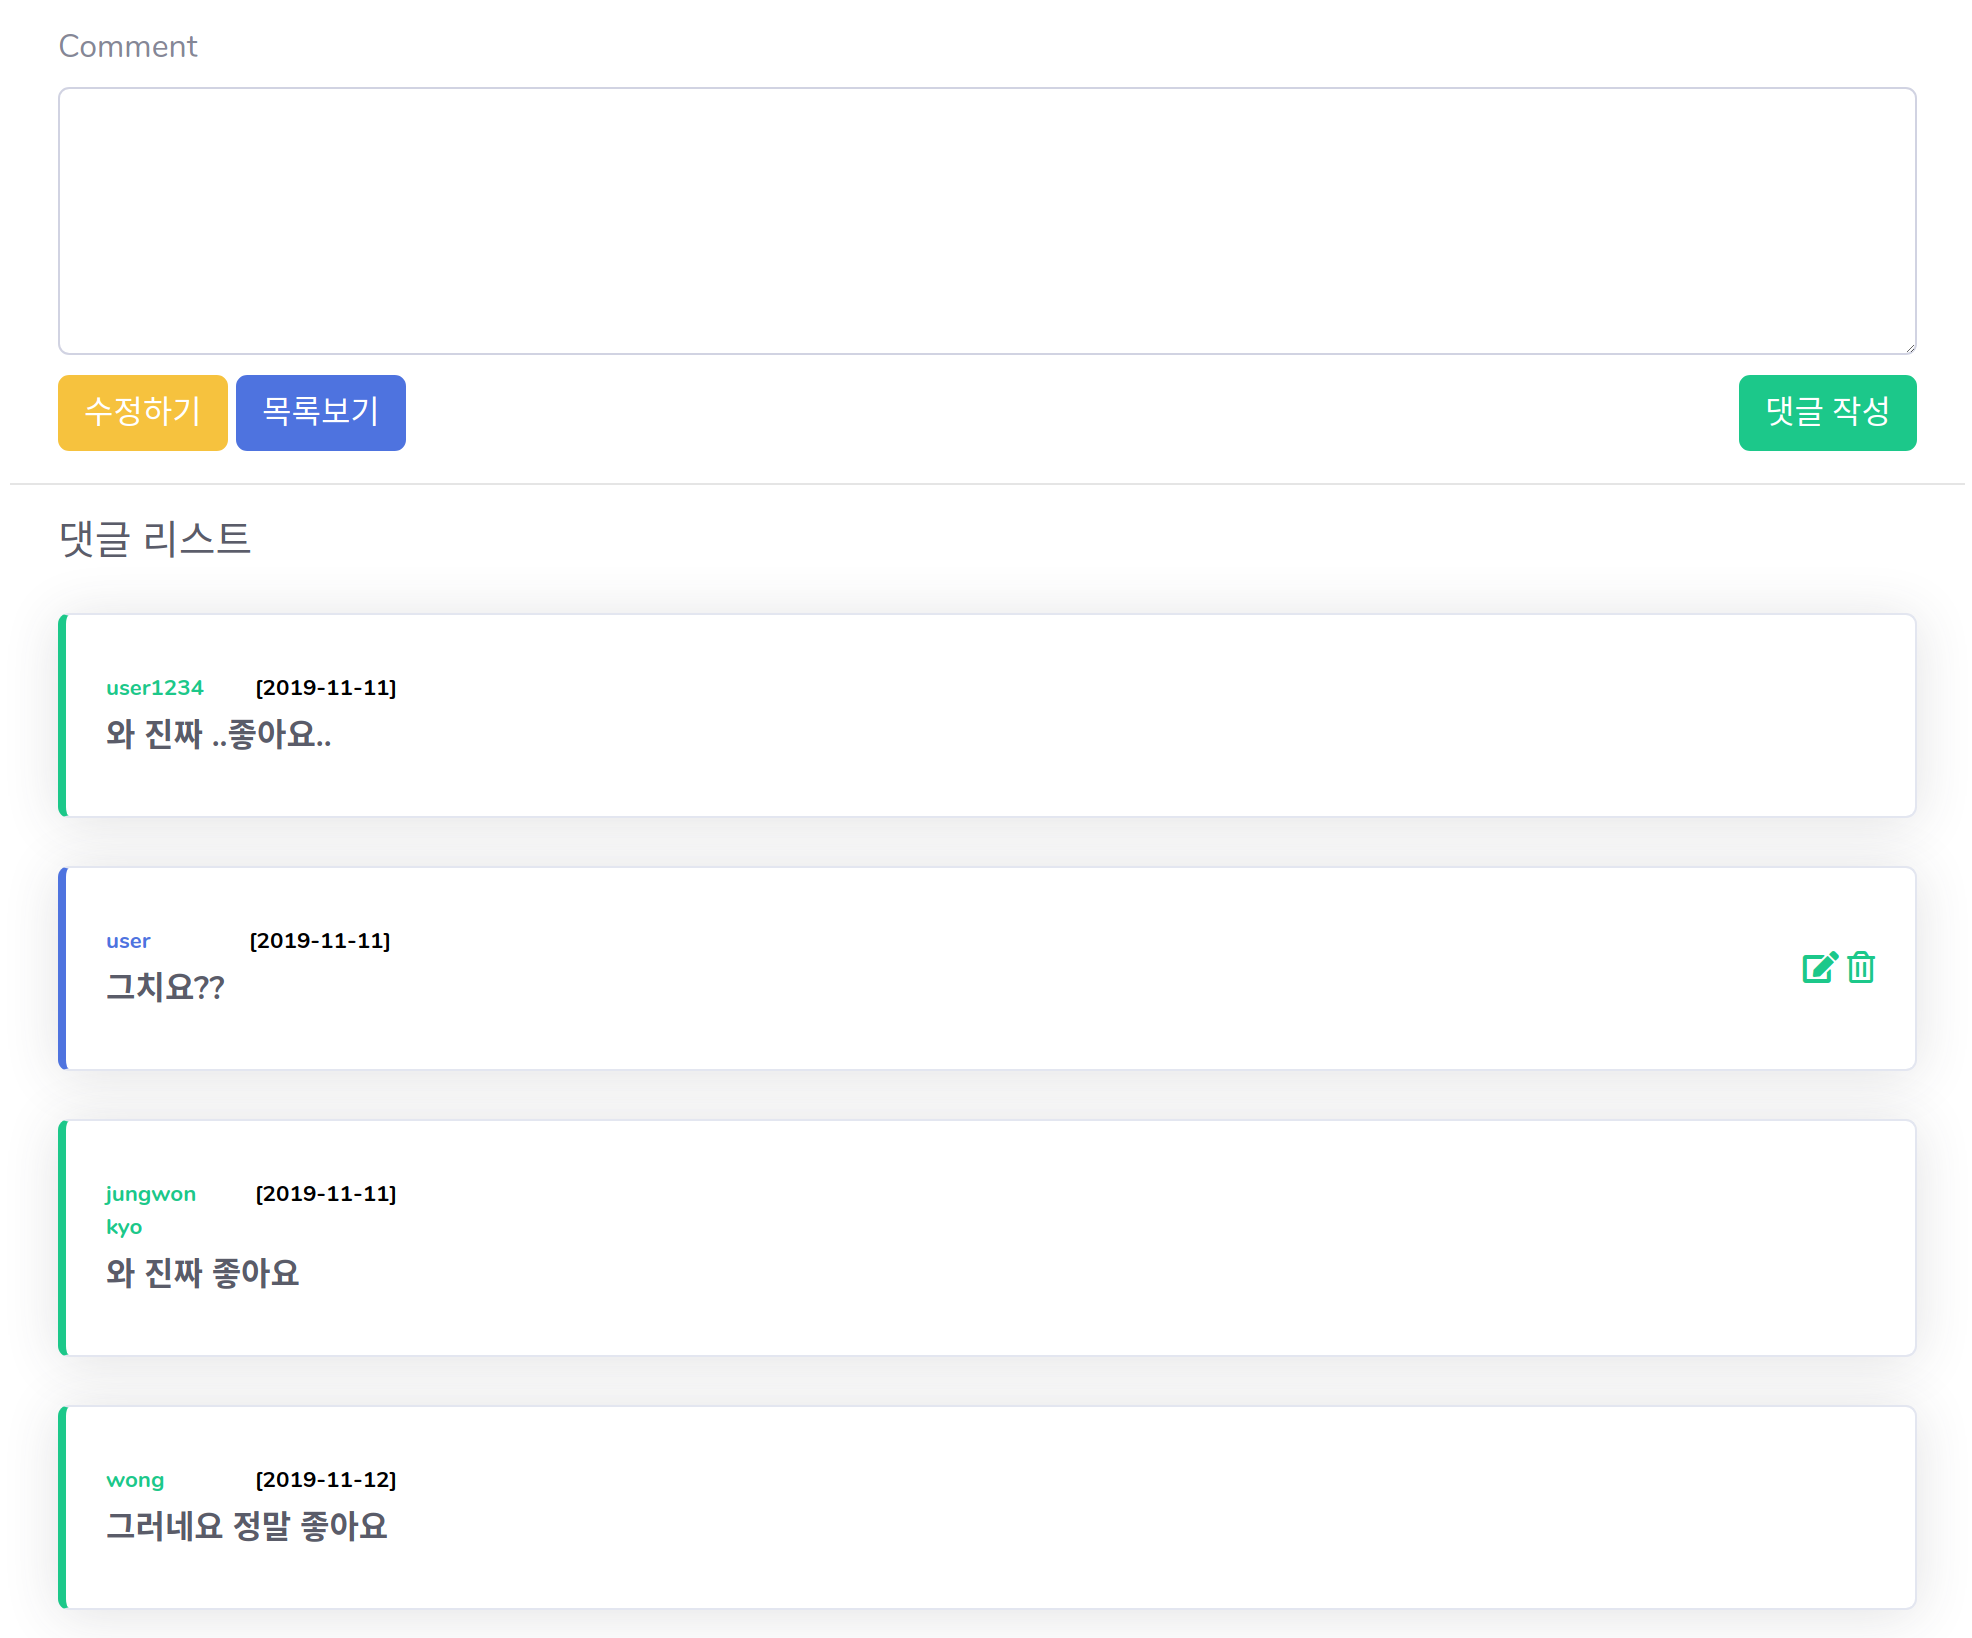 Comment
수정하기 목록보기 댓글 작성
댓글 리스트
user1234 [2019-11-11]
와 진짜 ..좋아요..
user [2019-11-11]
그치요??
jungwon [2019-11-11]
kyo
와 진짜 좋아요
wong [2019-11-12]
그러네요 정말 좋아요